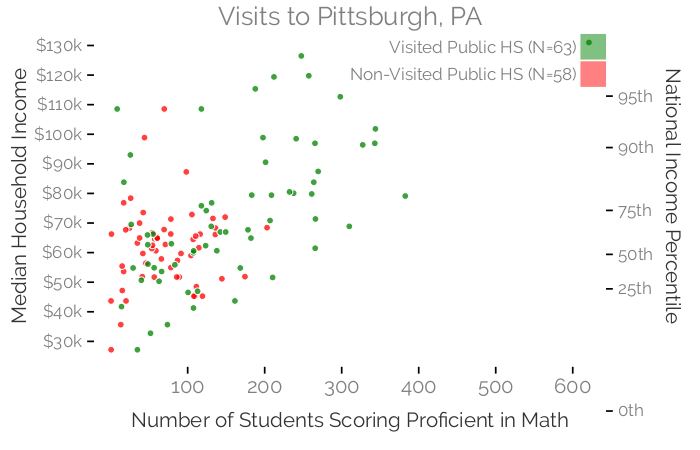 Visits to Pittsburgh, PA
Visited Public HS (N=63)
Non-Visited Public HS (N=58)
Median Household Income
$130k
$120k
$110k
$100k
$90k
$80k
$70k
$60k
$50k
$40k
$30k
National Income Percentile
95th
90th
75th
50th
25th
0th
100
200
300
400
500
600
Number of Students Scoring Proficient in Math